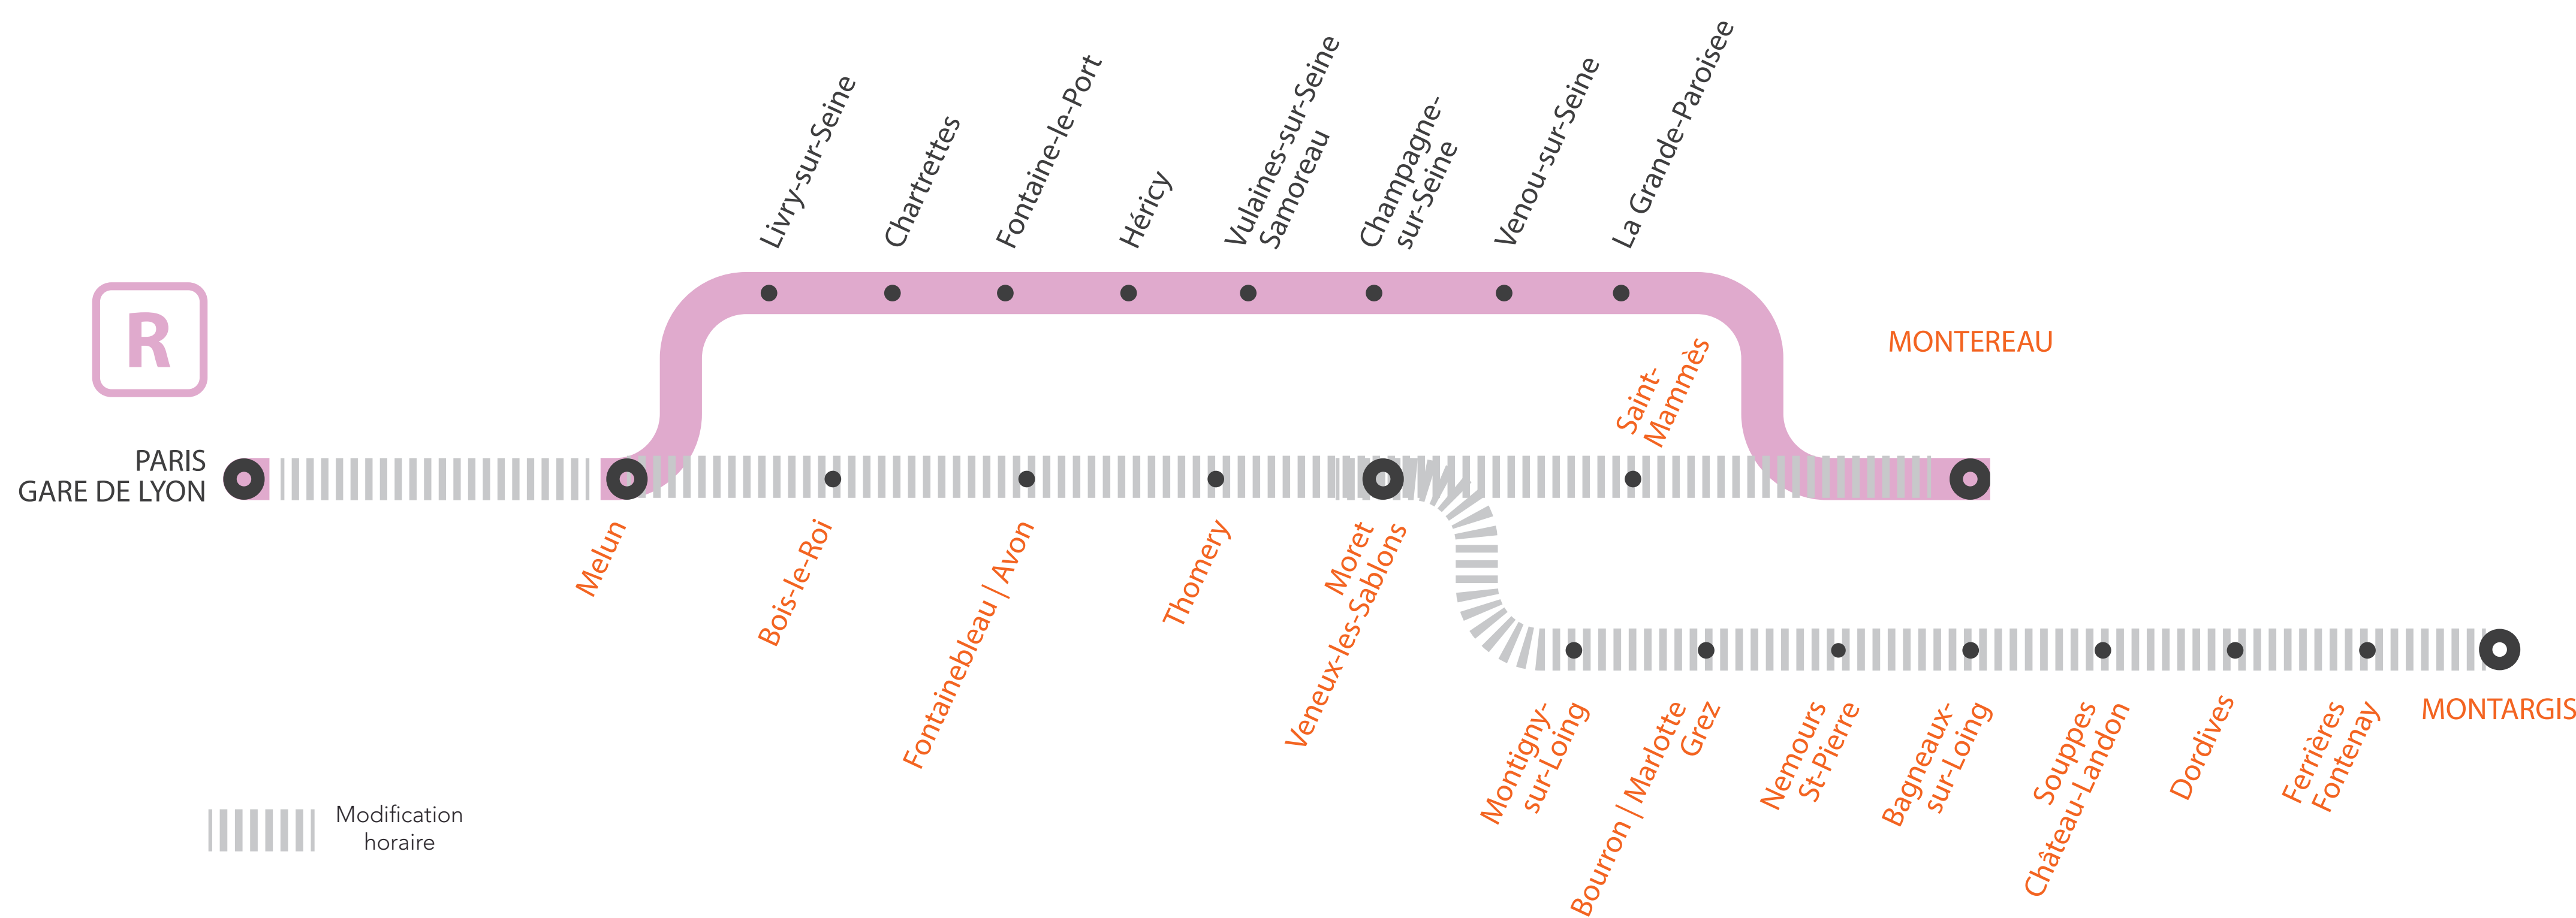 Livry-sur-Seine
Chartrettes
Fontaine-le-Port
Héricy
Vulaines-sur-Seine
Samoreau
Champagne-
sur-Seine
Venou-sur-Seine
La Grande-Paroisee
R
MONTEREAU
Saint-
Mammès
PARIS
GARE DE LYON
Melun
Bois-le-Roi
Fontainebleau | Avon
Thomery
Moret
Veneux-les-Sablons
Montigny-
sur-Loing
Bourron | Marlotte
Grez
Nemours
St-Pierre
Bagneaux-
sur-Loing
Souppes
Château-Landon
Dordives
Ferrières
Fontenay
MONTARGIS
Modification
horaire